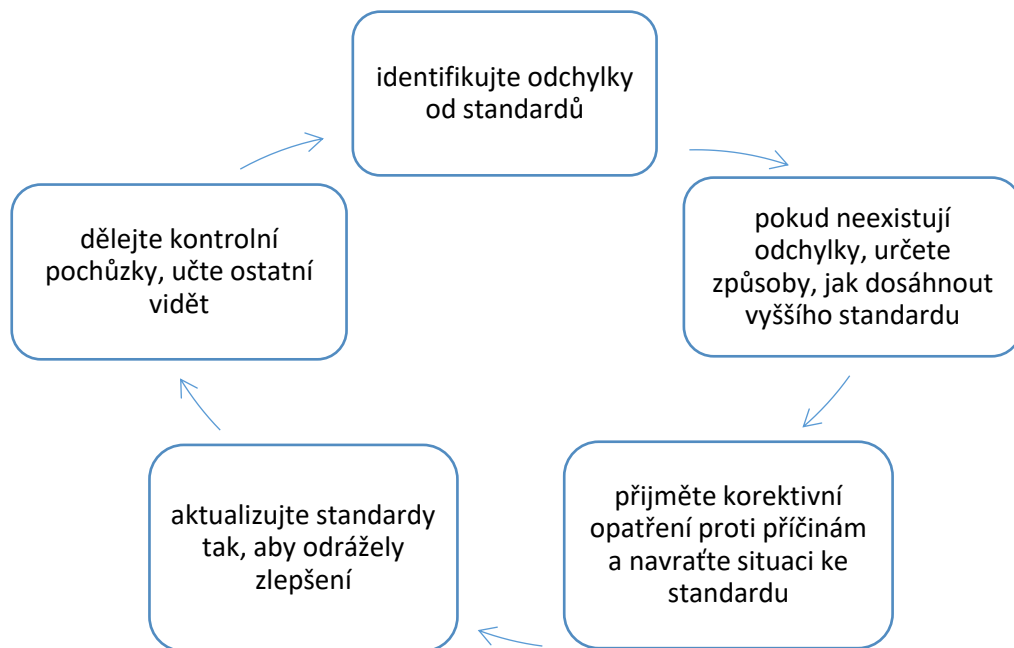 identifikujte odchylky
od standardů
pokud neexistují
odchylky, určete
způsoby, jak dosáhnout
vyššího standardu
přijměte korektivní
opatření proti příčinám
a navraťte situaci ke
standardu
aktualizujte standardy
tak, aby odrážely
zlepšení
dělejte kontrolní
pochůzky, učte ostatní
vidět